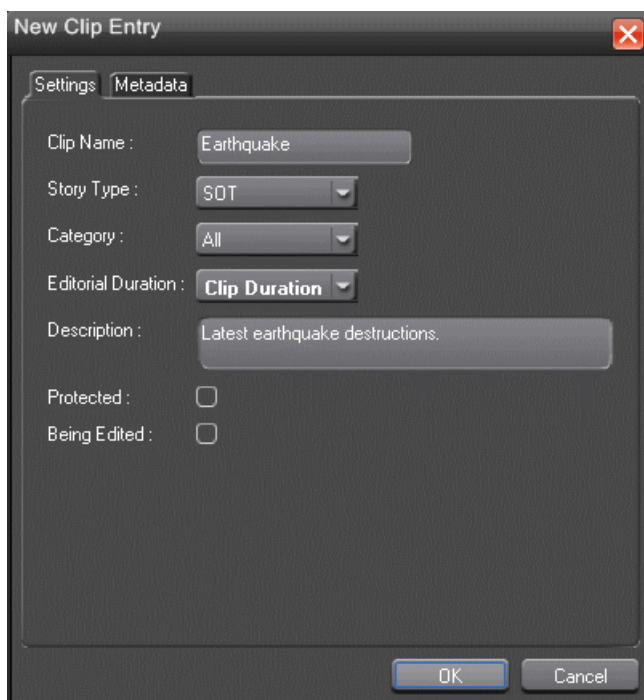 New Clip Entry
Settings Metadata
Clip Name : Earthquake
Story Type : SOT
Category : All
Editorial Duration : Clip Duration
Description : Latest earthquake destructions.
Protected :
Being Edited :
OK Cancel